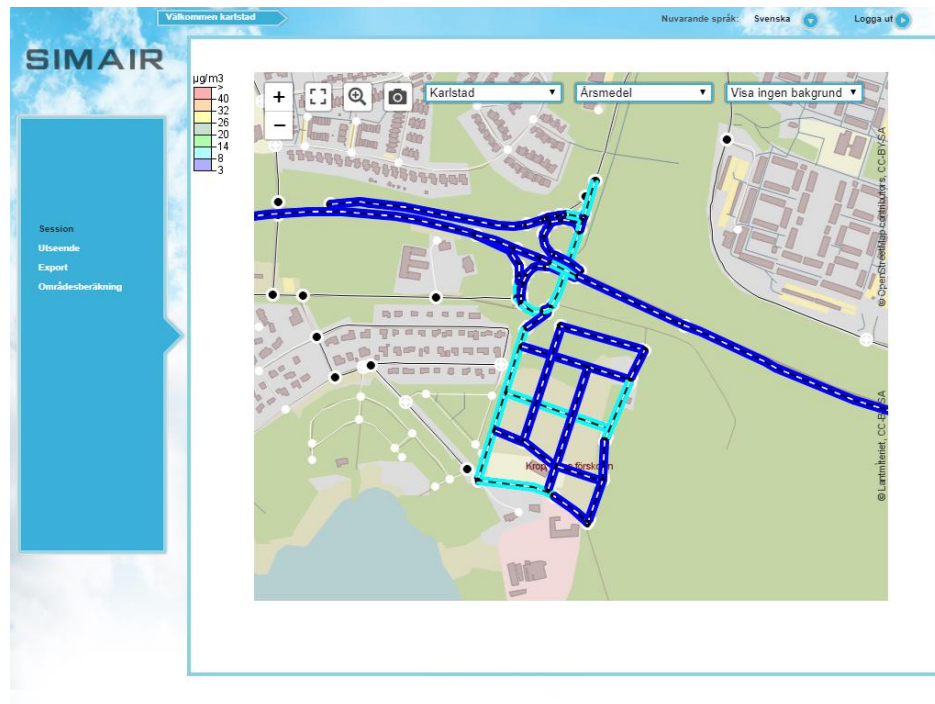 Välkommen karlstad
Nuvarande språk: Svenska
Logga ut
SIMAIR
µg/m3
>
40
32
26
20
14
8
3
+
−
Karlstad
Årsmedel
Visa ingen bakgrund
Session
Utseende
Export
Områdesberäkning
© OpenStreetMap contributors, CC-BY-SA
© Lantmäteriet, CC-BY-SA